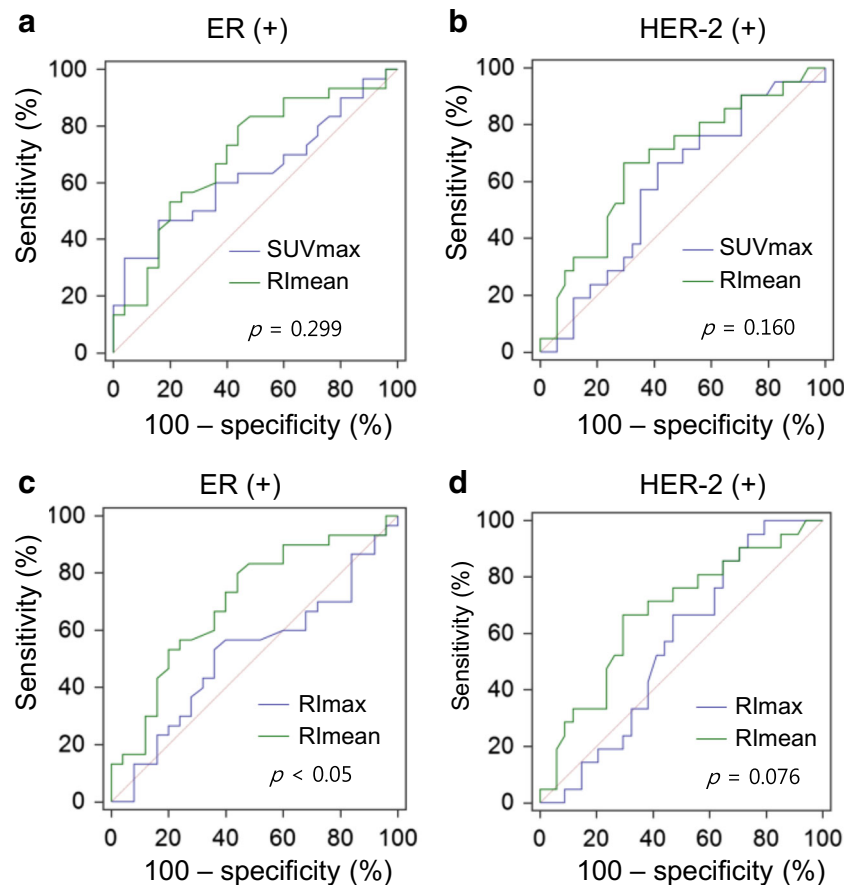 a
ER (+)
Sensitivity (%)
100
80
60
40
20
0
SUVmax
RImean
p = 0.299
0 20 40 60 80 100
100 – specificity (%)
b
HER-2 (+)
Sensitivity (%)
100
80
60
40
20
0
SUVmax
RImean
p = 0.160
0 20 40 60 80 100
100 – specificity (%)
c
ER (+)
Sensitivity (%)
100
80
60
40
20
0
RImax
RImean
p < 0.05
0 20 40 60 80 100
100 – specificity (%)
d
HER-2 (+)
Sensitivity (%)
100
80
60
40
20
0
RImax
RImean
p = 0.076
0 20 40 60 80 100
100 – specificity (%)